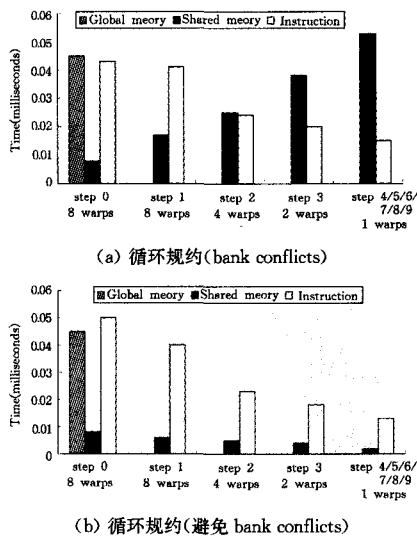 0.06
Global meory Shared meory Instruction
0.05
0.04
0.03
0.02
0.01
0
Time(milliseconds)
step 0 step 1 step 2 step 3 step 4/5/6/
7/8/9
8 warps 8 warps 4 warps 2 warps 1 warps
(a) 循环规约(bank conflicts)
0.06
Global meory Shared meory Instruction
0.05
0.04
0.03
0.02
0.01
0
Time(milliseconds)
step 0 step 1 step 2 step 3 step 4/5/6/
7/8/9
8 warps 8 warps 4 warps 2 warps 1 warps
(b) 循环规约(避免 bank conflicts)